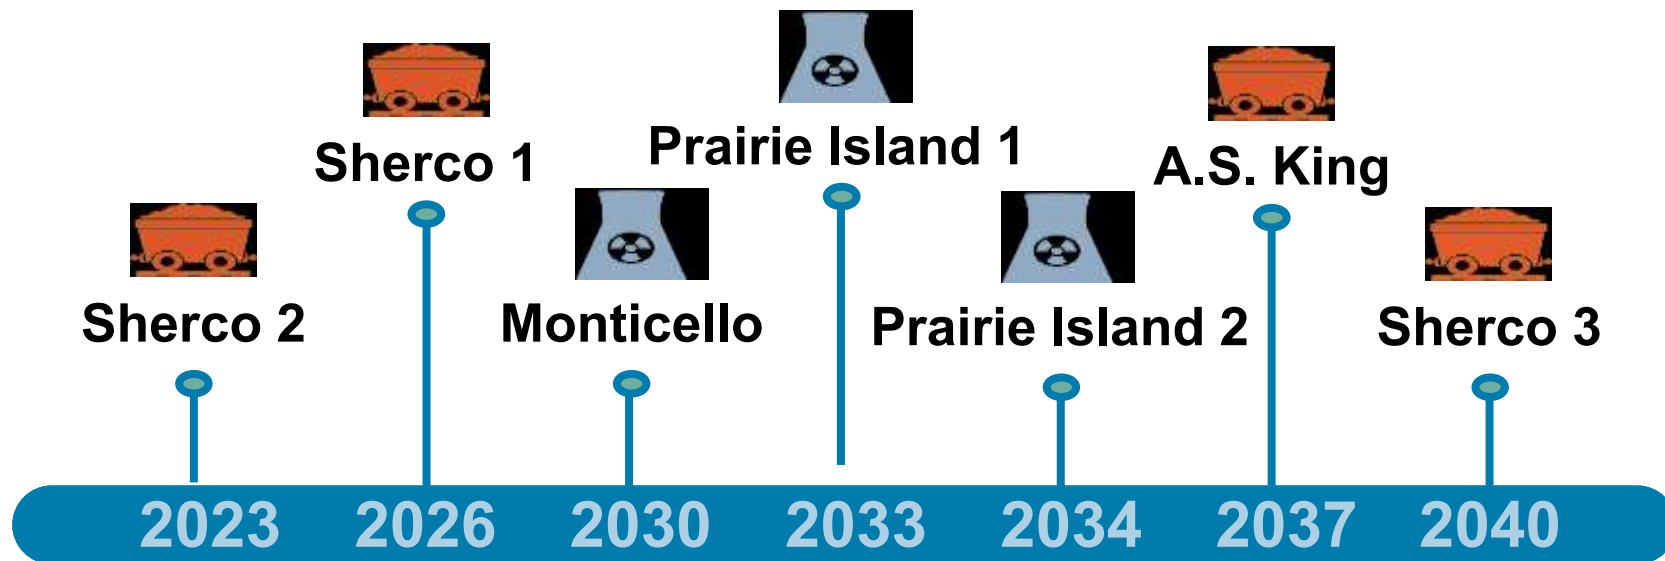 Sherco 2
Sherco 1
Monticello
Prairie Island 1
Prairie Island 2
A.S. King
Sherco 3
2023 2026 2030 2033 2034 2037 2040